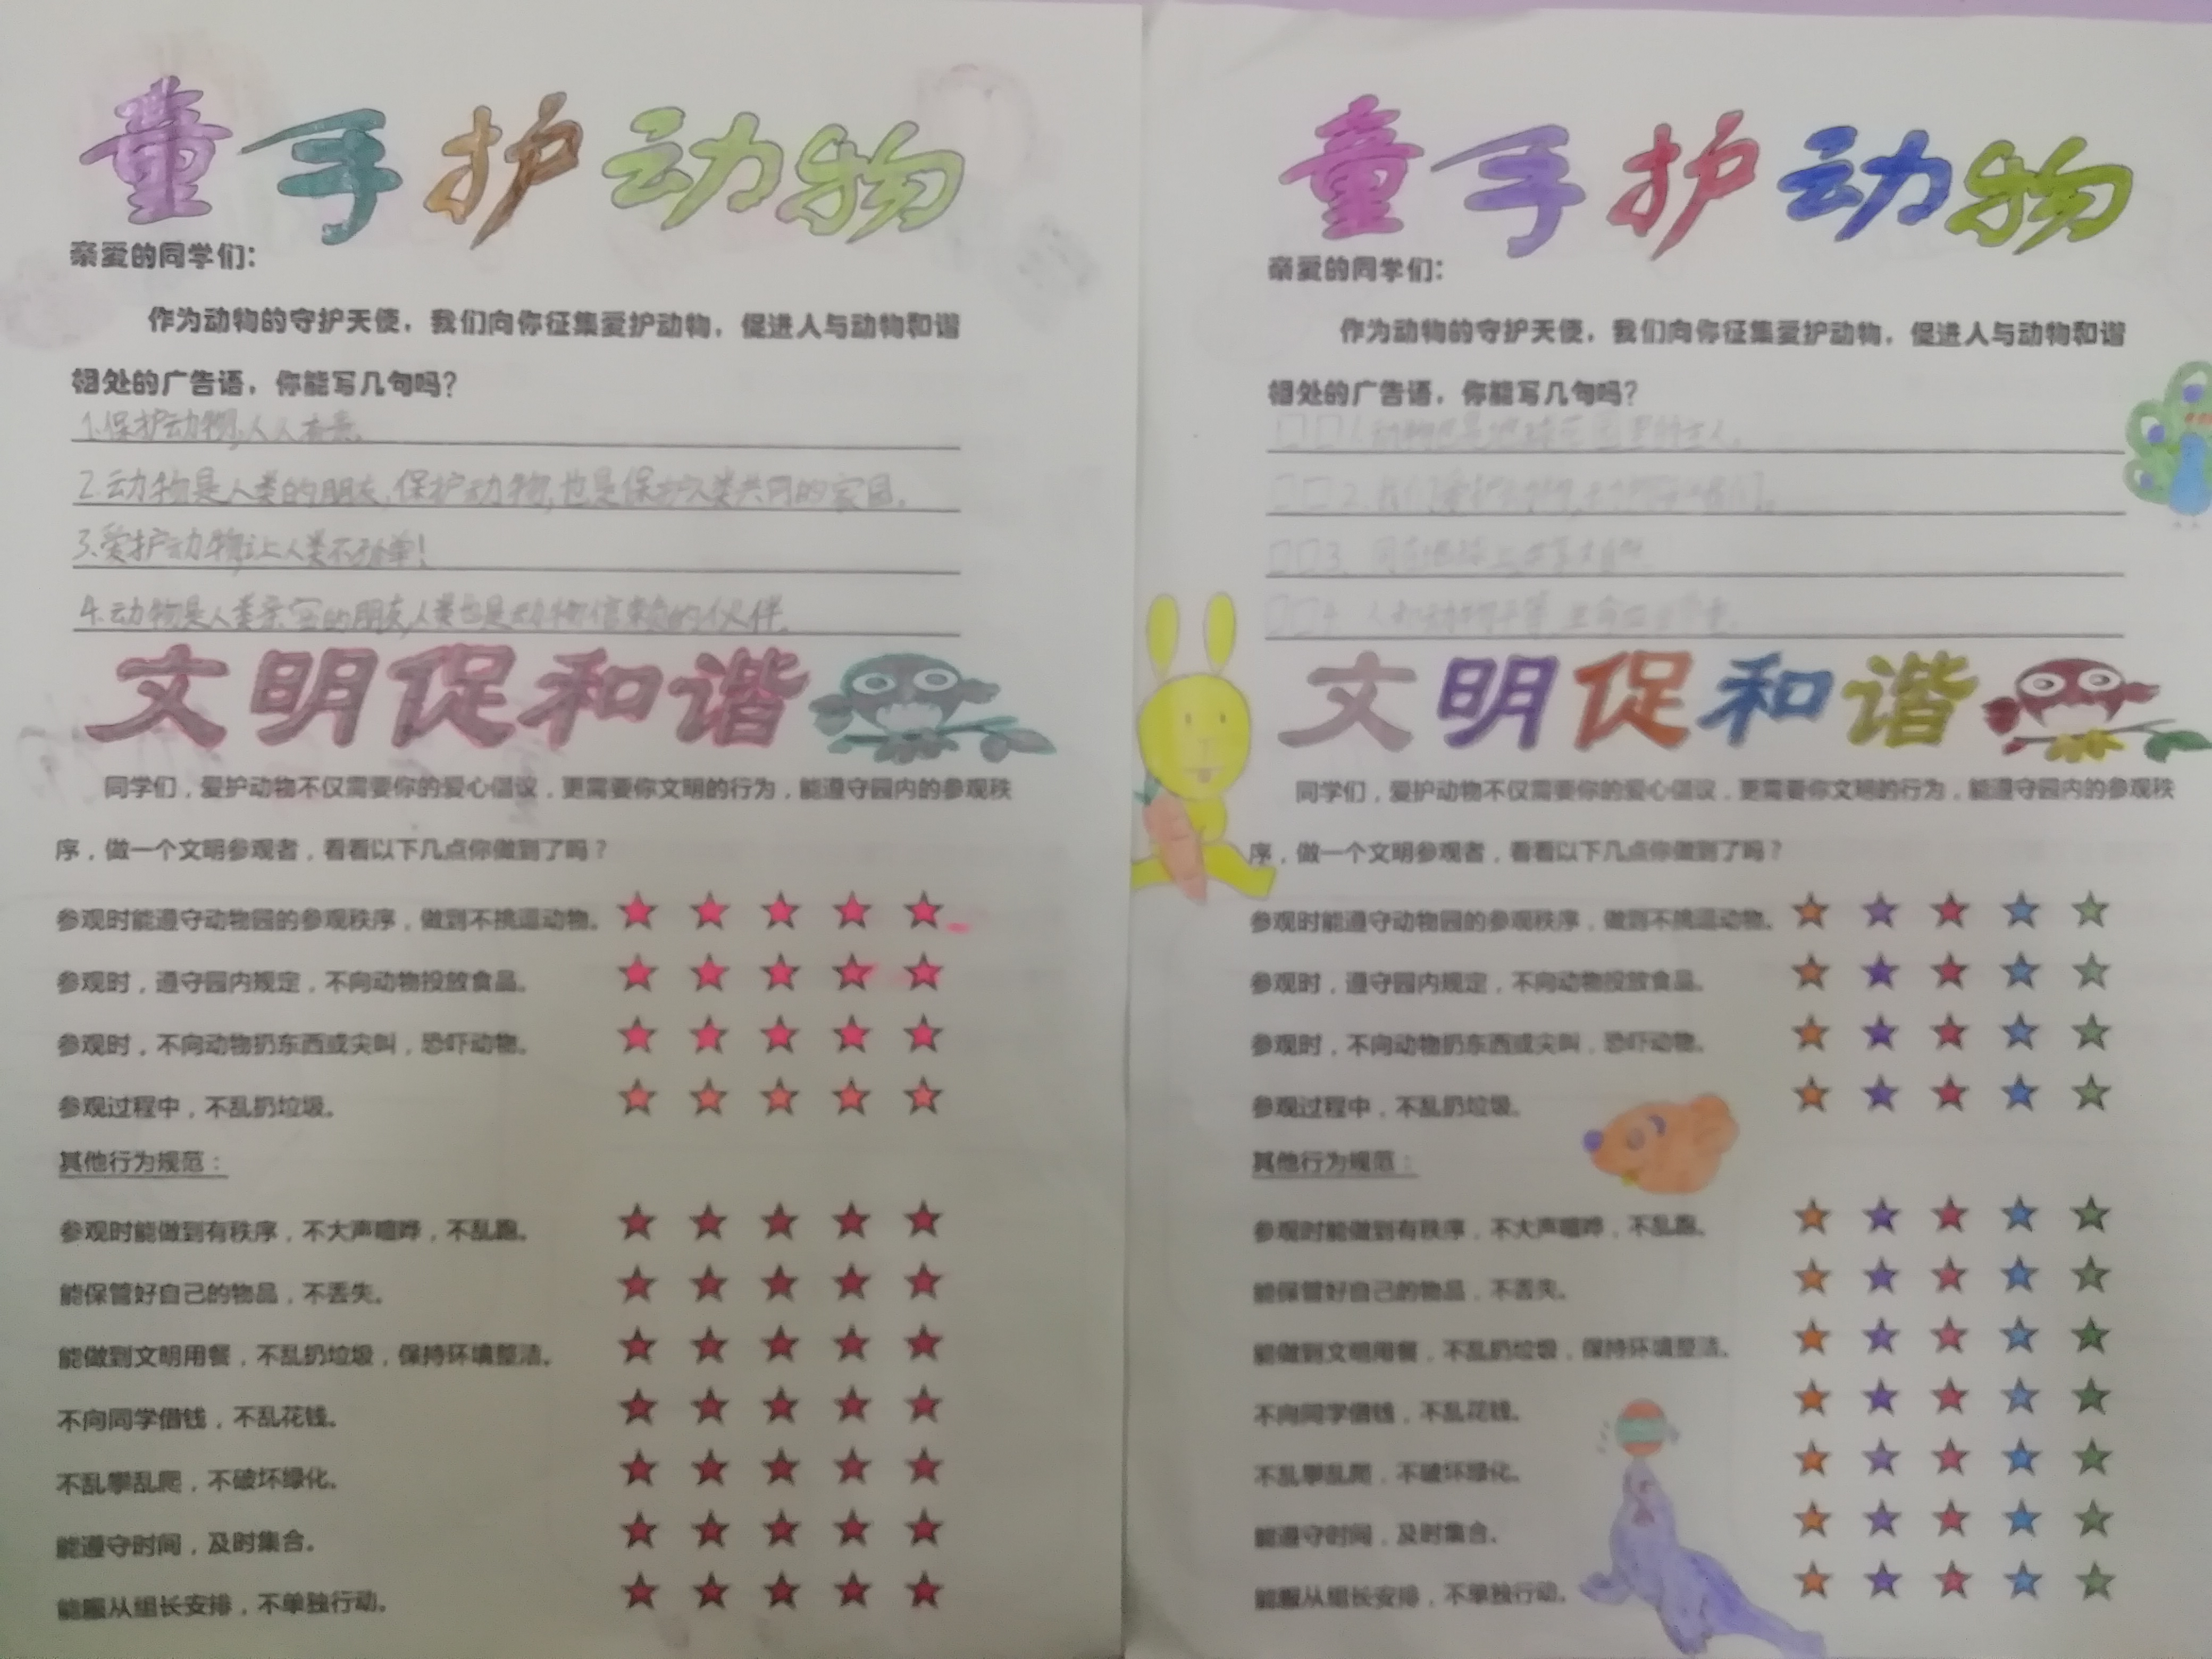 童手护动物
亲爱的同学们：
作为动物的守护天使，我们向你征集爱护动物，促进人与动物和谐
相处的广告语，你能写几句吗？
1.保护动物,人人有责.
2.动物是人类的朋友,保护动物,也是保护人类共同的家园.
3.爱护动物,让人类不孤单!
4.动物是人类亲密的朋友,人类也是动物信赖的伙伴.
文明促和谐
同学们，爱护动物不仅需要你的爱心倡议，更需要你文明的行为，能遵守园内的参观秩
序，做一个文明参观者，看看以下几点你做到了吗？
参观时能遵守动物园的参观秩序，做到不挑逗动物。
参观时，遵守园内规定，不向动物投放食品。
参观时，不向动物扔东西或尖叫，恐吓动物。
参观过程中，不乱扔垃圾。
其他行为规范：
参观时能做到有秩序，不大声喧哗，不乱跑。
能保管好自己的物品，不丢失。
能做到文明用餐，不乱扔垃圾，保持环境整洁。
不向同学借钱，不乱花钱。
不乱攀乱爬，不破坏绿化。
能遵守时间，及时集合。
能服从组长安排，不单独行动。
童手护动物
亲爱的同学们：
作为动物的守护天使，我们向你征集爱护动物，促进人与动物和谐
相处的广告语，你能写几句吗？
2.我们爱护动物
3.
4.人和动物平等
文明促和谐
同学们，爱护动物不仅需要你的爱心倡议，更需要你文明的行为，能遵守园内的参观秩
序，做一个文明参观者，看看以下几点你做到了吗？
参观时能遵守动物园的参观秩序，做到不挑逗动物。
参观时，遵守园内规定，不向动物投放食品。
参观时，不向动物扔东西或尖叫，恐吓动物。
参观过程中，不乱扔垃圾。
其他行为规范：
参观时能做到有秩序，不大声喧哗，不乱跑。
能保管好自己的物品，不丢失。
能做到文明用餐，不乱扔垃圾，保持环境整洁。
不向同学借钱，不乱花钱。
不乱攀乱爬，不破坏绿化。
能遵守时间，及时集合。
能服从组长安排，不单独行动。